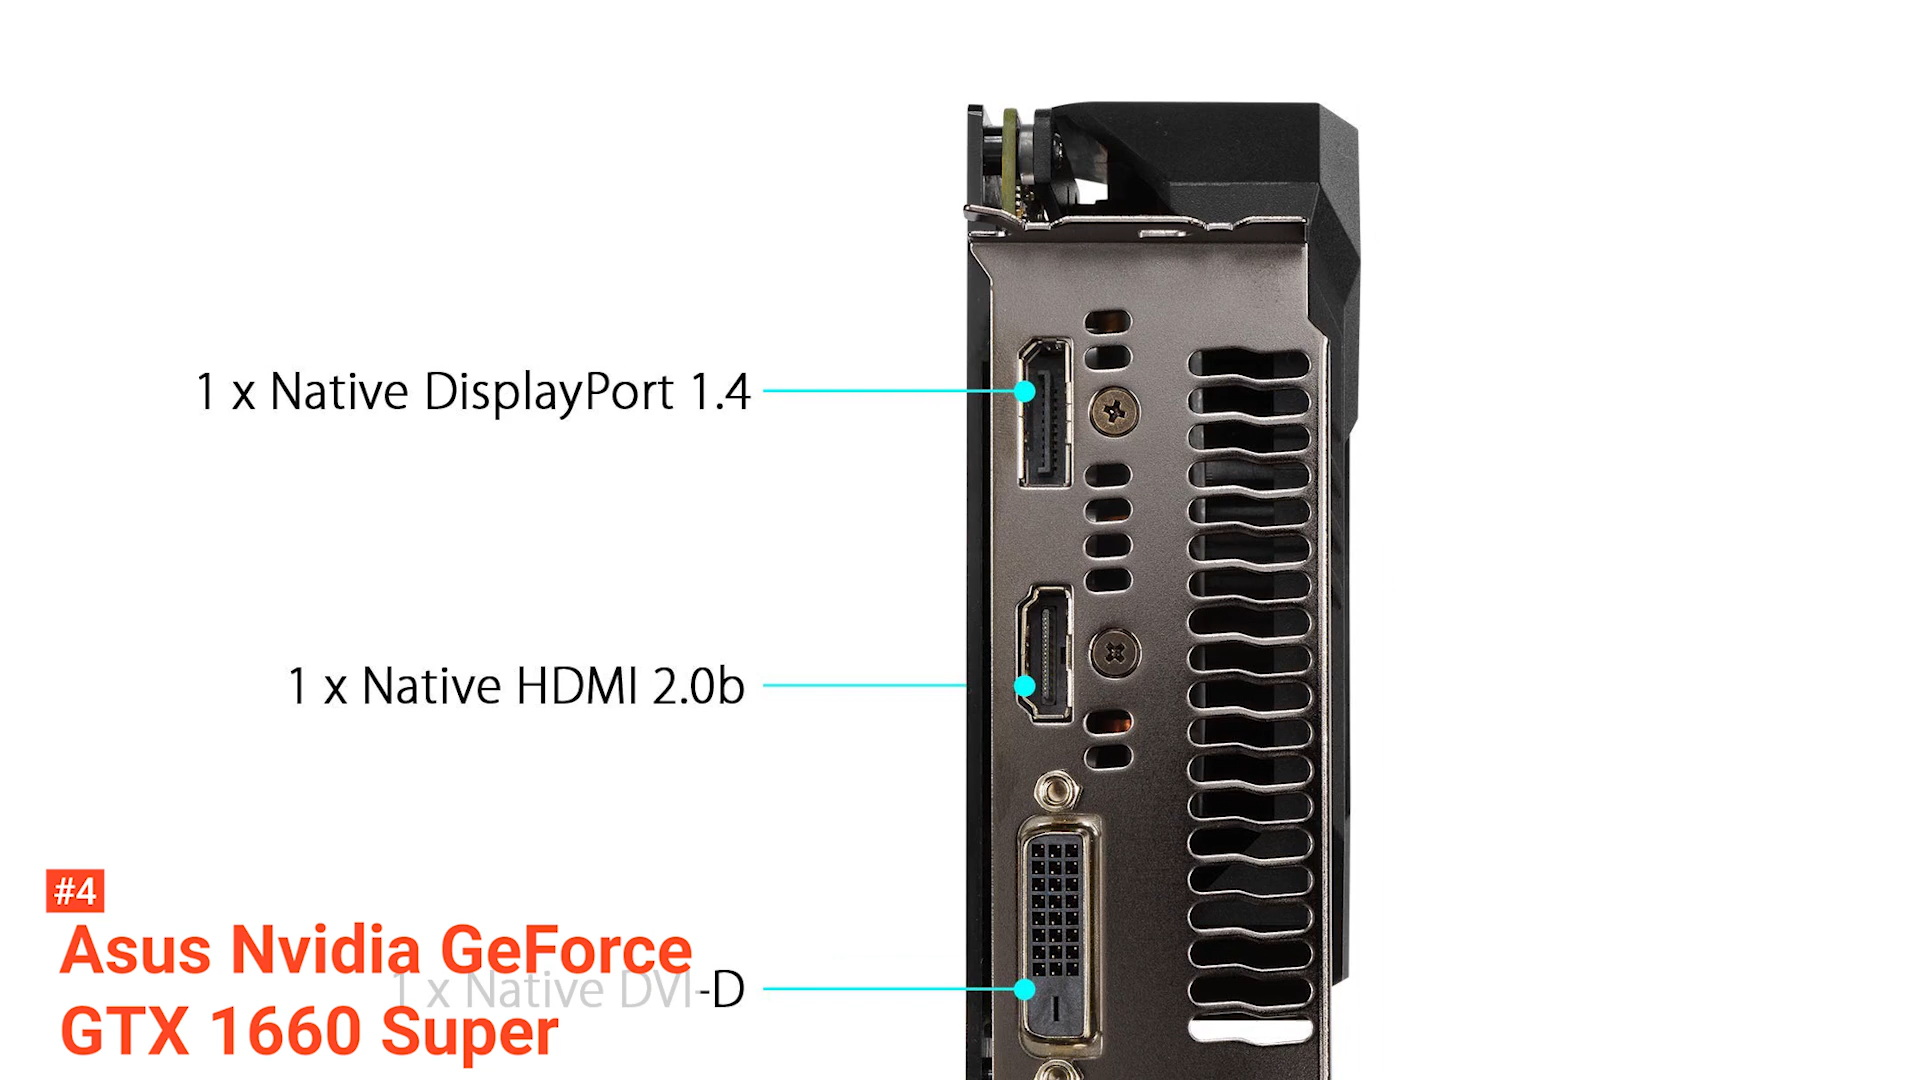 1 x Native DisplayPort 1.4
1 x Native HDMI 2.0b
#4
Asus Nvidia GeForce
1 x Native DVI-D
GTX 1660 Super